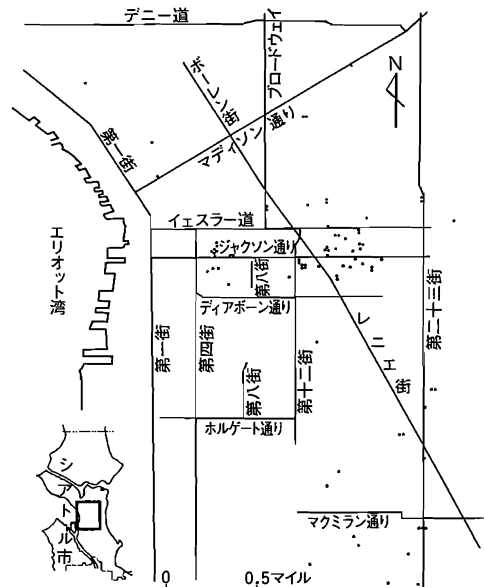 デニー道
ブロードウェイ
ボーレン街
N
第一街
マディソン通り
エリオット湾
イェスラー道
ジャクソン通り
第八街
ディアボーン通り
第一街
第四街
第八街
第十二街
レニエ街
第二十三街
ホルゲート通り
シアトル市
マクミラン通り
0 0.5マイル